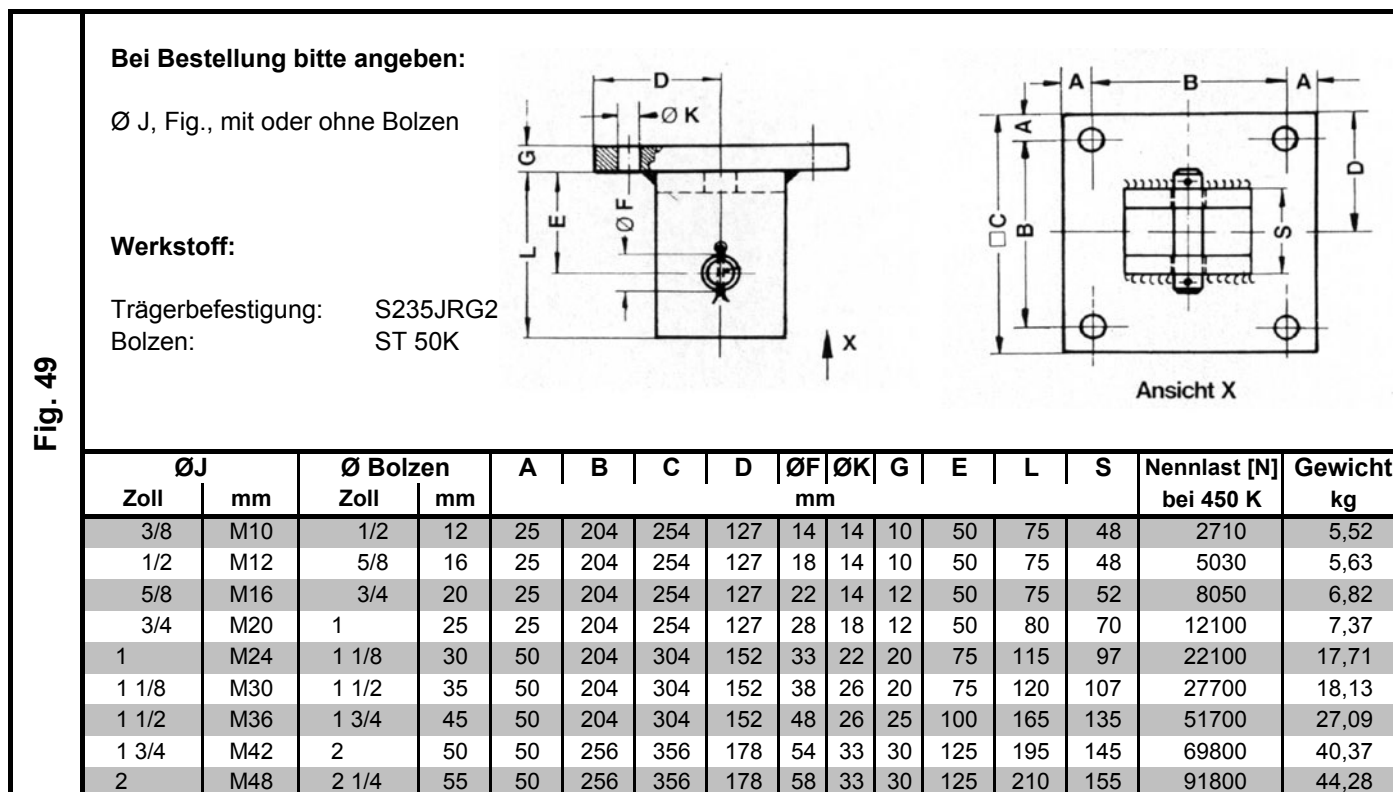 Fig. 49
Bei Bestellung bitte angeben:
Ø J, Fig., mit oder ohne Bolzen
Werkstoff:
Trägerbefestigung: S235JRG2
Bolzen: ST 50K
D
Ø K
G
E
Ø F
L
X
A B A
A
D
□ C
B
S
Ansicht X
ØJ Ø Bolzen A B C D ØF ØK G E L S Nennlast [N] Gewicht
Zoll mm Zoll mm mm bei 450 K kg
3/8 M10 1/2 12 25 204 254 127 14 14 10 50 75 48 2710 5,52
1/2 M12 5/8 16 25 204 254 127 18 14 10 50 75 48 5030 5,63
5/8 M16 3/4 20 25 204 254 127 22 14 12 50 75 52 8050 6,82
3/4 M20 1 25 25 204 254 127 28 18 12 50 80 70 12100 7,37
1 M24 1 1/8 30 50 204 304 152 33 22 20 75 115 97 22100 17,71
1 1/8 M30 1 1/2 35 50 204 304 152 38 26 20 75 120 107 27700 18,13
1 1/2 M36 1 3/4 45 50 204 304 152 48 26 25 100 165 135 51700 27,09
1 3/4 M42 2 50 50 256 356 178 54 33 30 125 195 145 69800 40,37
2 M48 2 1/4 55 50 256 356 178 58 33 30 125 210 155 91800 44,28